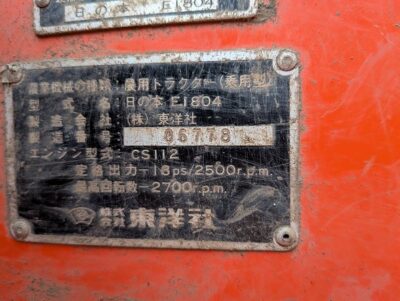 日の本 E1804
農業機械の種類:農用トラクター(乗用型)
型式名:日の本 E1804
製造会社:(株)東洋社
製造番号 06778
エンジン型式-CS112
定格出力-18ps/2500r.p.m.
最高回転数-2700r.p.m.
株式会社 東洋社